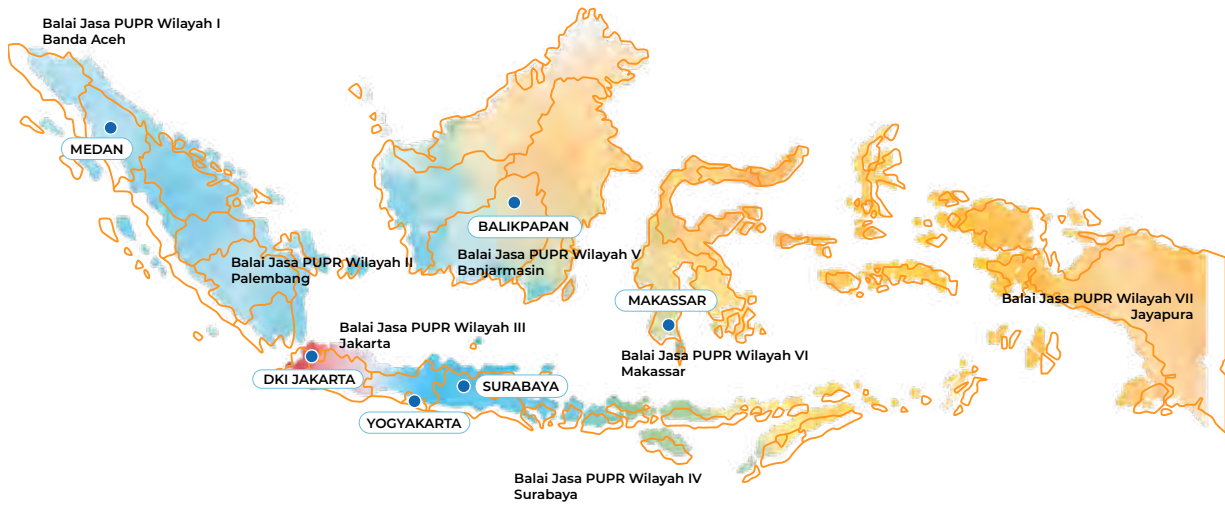 Balai Jasa PUPR Wilayah I
Banda Aceh
MEDAN
BALIKPAPAN
Balai Jasa PUPR Wilayah II
Palembang
Balai Jasa PUPR Wilayah V
Banjarmasin
MAKASSAR
Balai Jasa PUPR Wilayah VII
Jayapura
Balai Jasa PUPR Wilayah III
Jakarta
Balai Jasa PUPR Wilayah VI
Makassar
DKI JAKARTA
SURABAYA
YOGYAKARTA
Balai Jasa PUPR Wilayah IV
Surabaya